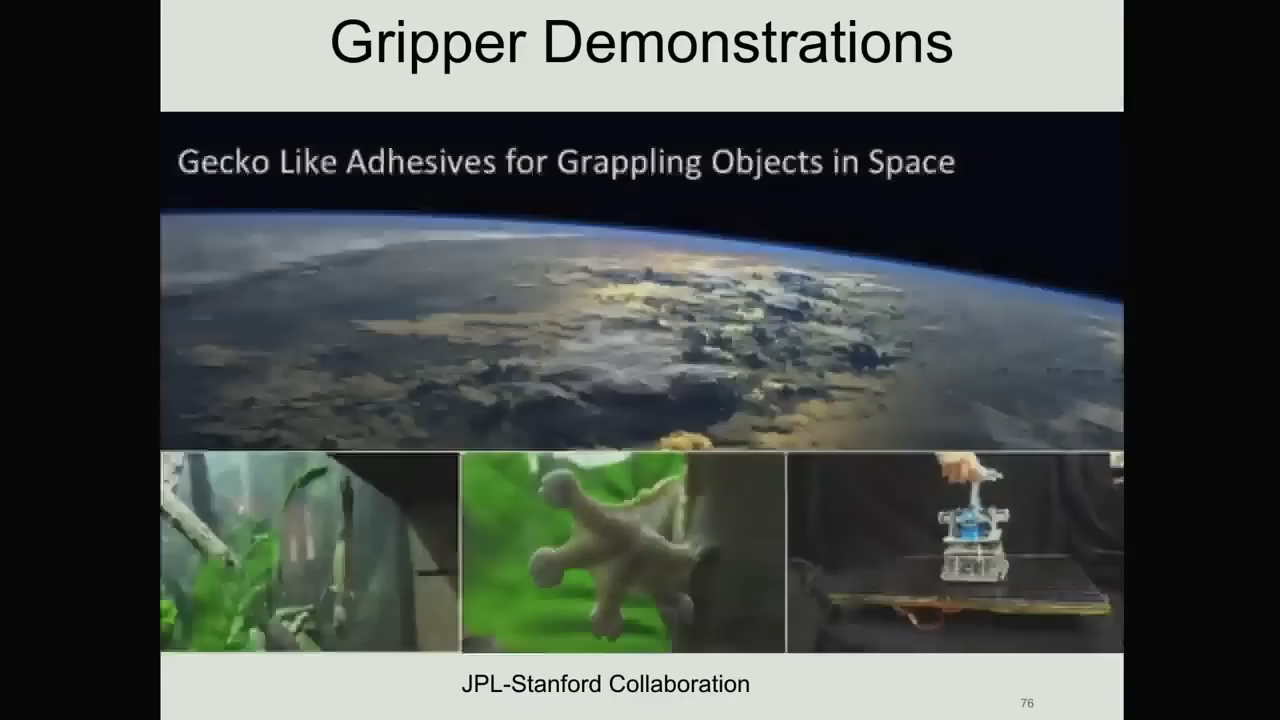 Gripper Demonstrations
Gecko Like Adhesives for Grappling Objects in Space
JPL-Stanford Collaboration
76